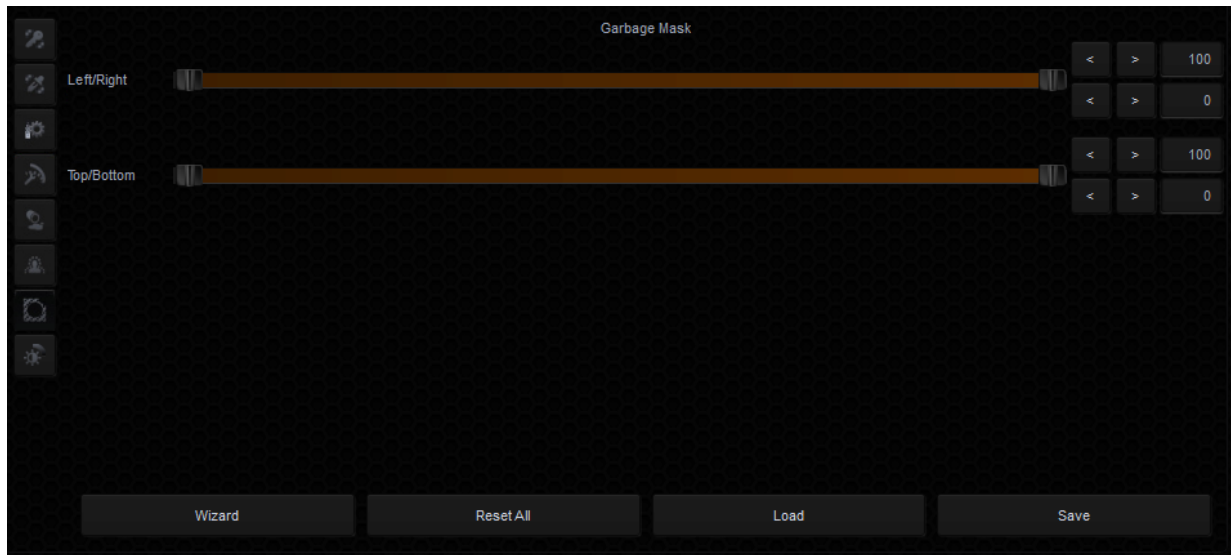 Garbage Mask
Left/Right
< > 100
< > 0
Top/Bottom
< > 100
< > 0
Wizard Reset All Load Save